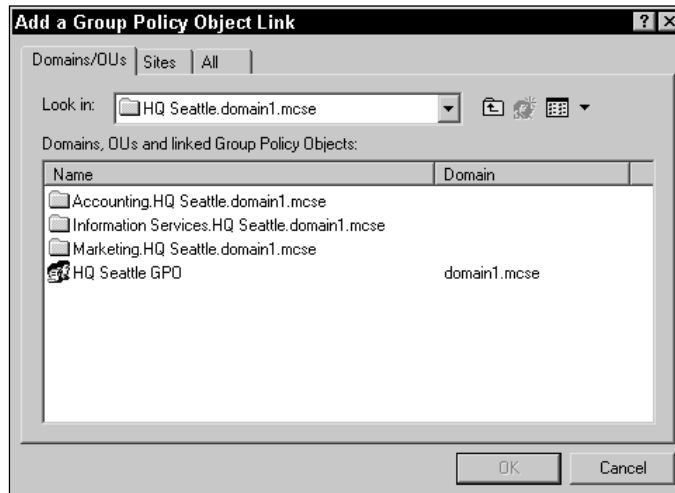 Add a Group Policy Object Link
Domains/OUs Sites All
Look in: HQ Seattle.domain1.mcse
Domains, OUs and linked Group Policy Objects:
Name Domain
Accounting.HQ Seattle.domain1.mcse
Information Services.HQ Seattle.domain1.mcse
Marketing.HQ Seattle.domain1.mcse
HQ Seattle GPO domain1.mcse
OK Cancel